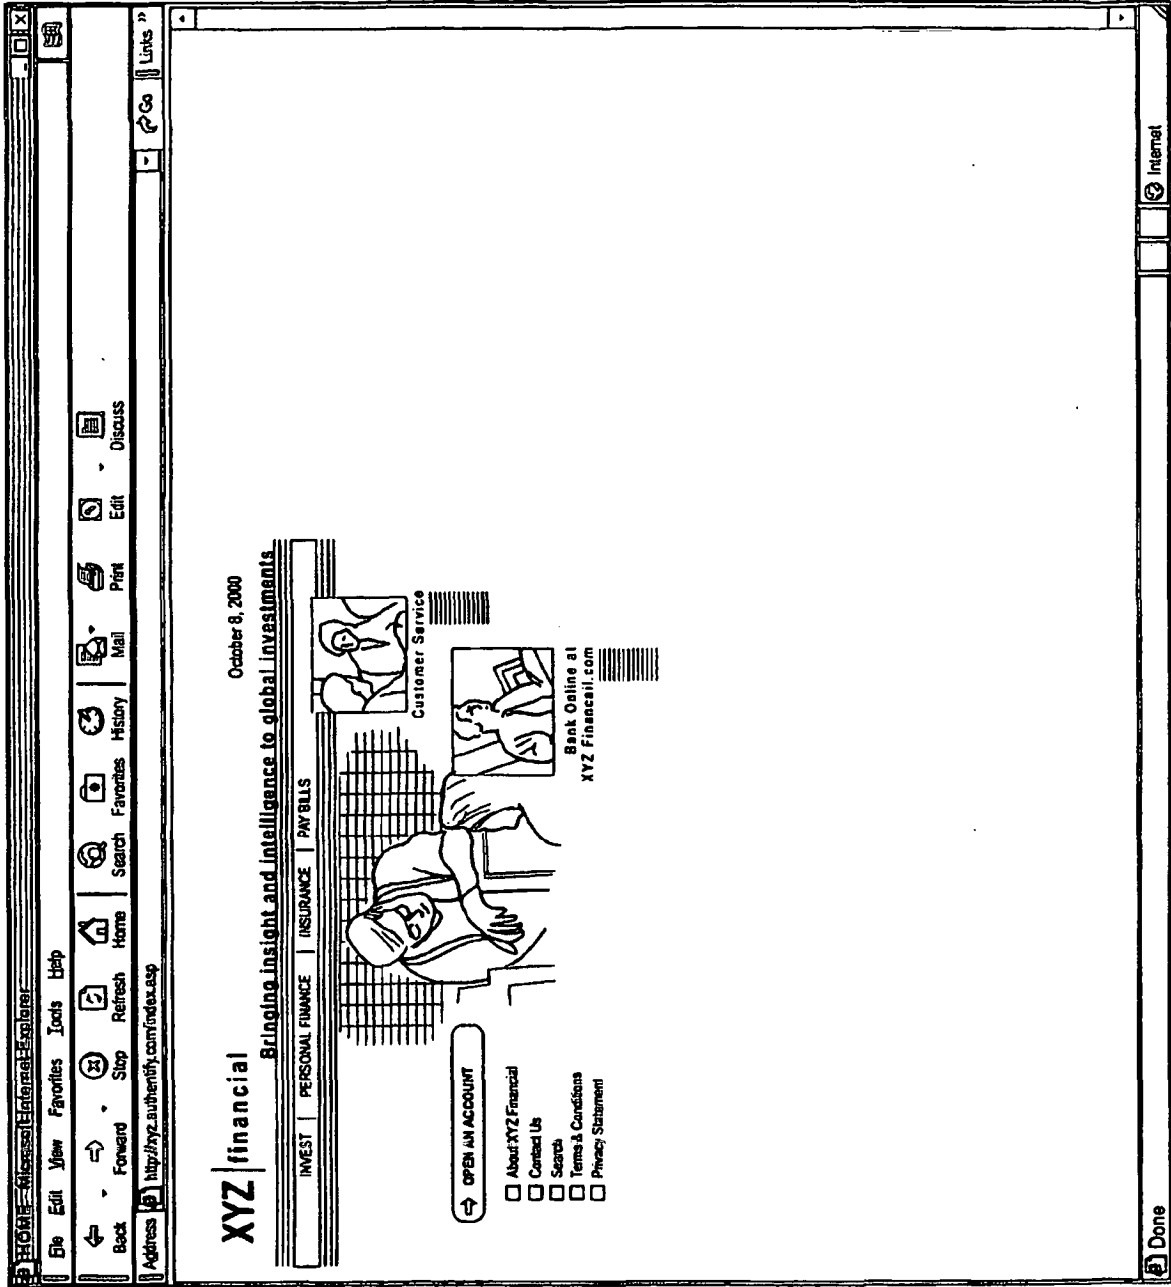 HOME - Microsoft Internet Explorer
File Edit View Favorites Tools Help
Back Forward Stop Refresh Home Search Favorites History Mail Print Edit Discuss
Address http://xyz.authentify.com/index.asp Go Links »
XYZ financial October 8, 2000
Bringing insight and intelligence to global investments
INVEST | PERSONAL FINANCE | INSURANCE | PAY BILLS
Customer Service
OPEN AN ACCOUNT
About XYZ Financial
Contact Us
Search
Terms & Conditions
Privacy Statement
Bank Online at
XYZ Financail.com
Done Internet